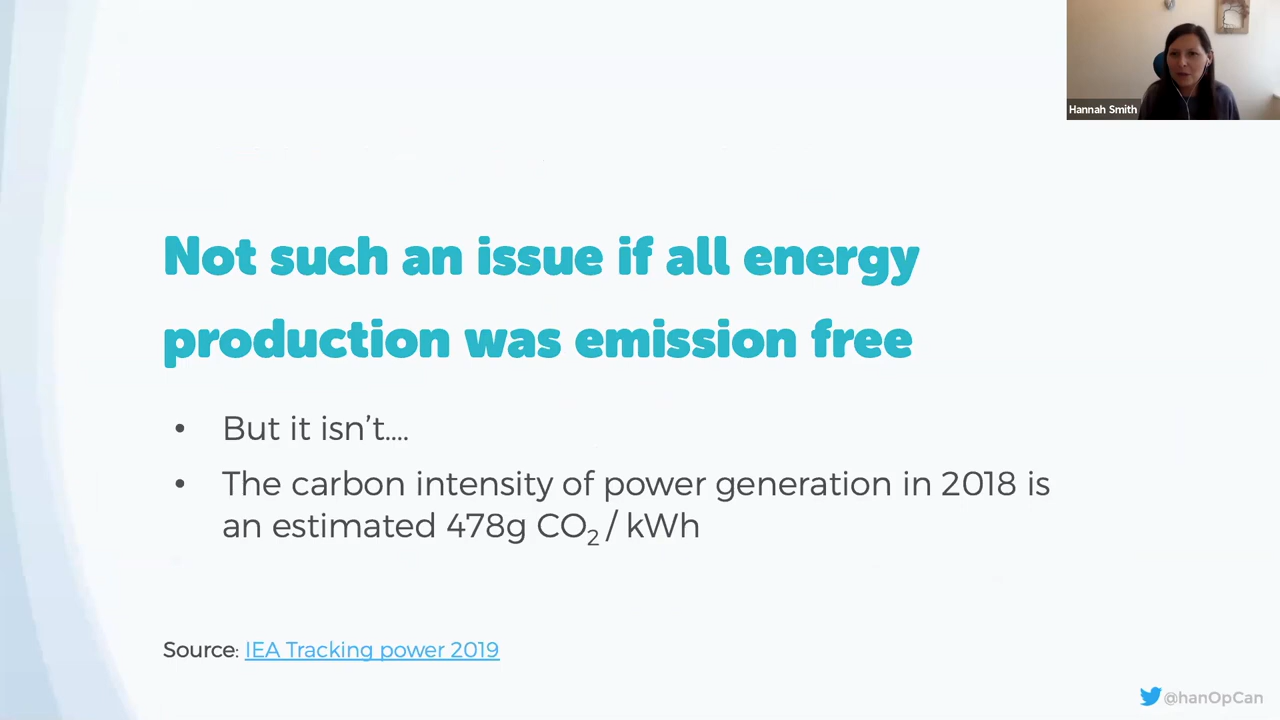 Hannah Smith
Not such an issue if all energy
production was emission free
• But it isn't....
• The carbon intensity of power generation in 2018 is
an estimated 478g CO₂ / kWh
Source: IEA Tracking power 2019
@hanOpCan